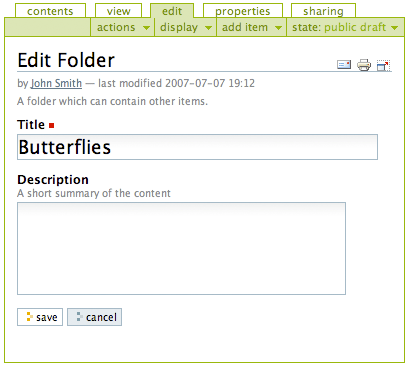 contents view edit properties sharing
actions display add item state: public draft
Edit Folder
by John Smith — last modified 2007-07-07 19:12
A folder which can contain other items.
Title
Butterflies
Description
A short summary of the content
save cancel